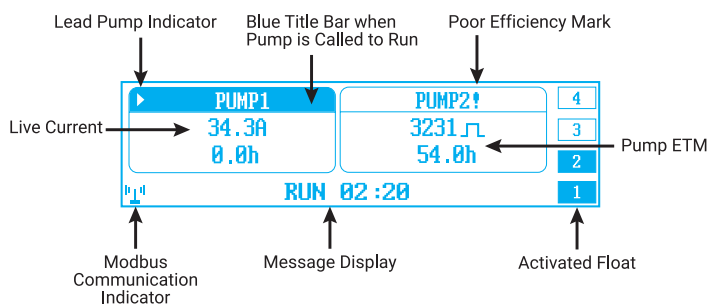 Lead Pump Indicator
Blue Title Bar when
Pump is Called to Run
Poor Efficiency Mark
PUMP1
PUMP2!
4
Live Current
34.3A
3231
3
Pump ETM
0.0h
54.0h
2
RUN 02:20
1
Modbus
Communication
Indicator
Message Display
Activated Float